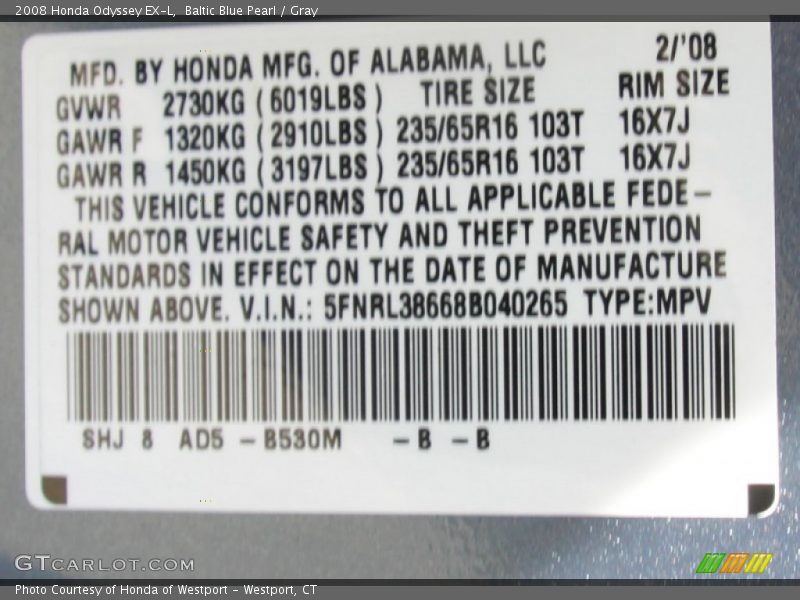 2008 Honda Odyssey EX-L,  Baltic Blue Pearl / Gray
MFD. BY HONDA MFG. OF ALABAMA, LLC 2/'08
GVWR 2730KG (6019LBS) TIRE SIZE RIM SIZE
GAWR F 1320KG (2910LBS) 235/65R16 103T 16X7J
GAWR R 1450KG (3197LBS) 235/65R16 103T 16X7J
THIS VEHICLE CONFORMS TO ALL APPLICABLE FEDE-
RAL MOTOR VEHICLE SAFETY AND THEFT PREVENTION
STANDARDS IN EFFECT ON THE DATE OF MANUFACTURE
SHOWN ABOVE. V.I.N.: 5FNRL38668B040265 TYPE:MPV
SHJ 8 AD5 -B530M -B -B
GTCARLOT.COM
Photo Courtesy of Honda of Westport - Westport, CT